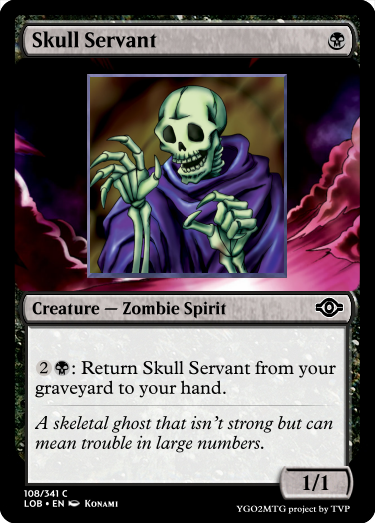 Skull Servant
Creature — Zombie Spirit
2 : Return Skull Servant from your
graveyard to your hand.
A skeletal ghost that isn't strong but can
mean trouble in large numbers.
1/1
108/341 C
LOB • EN Konami
YGO2MTG project by TVP